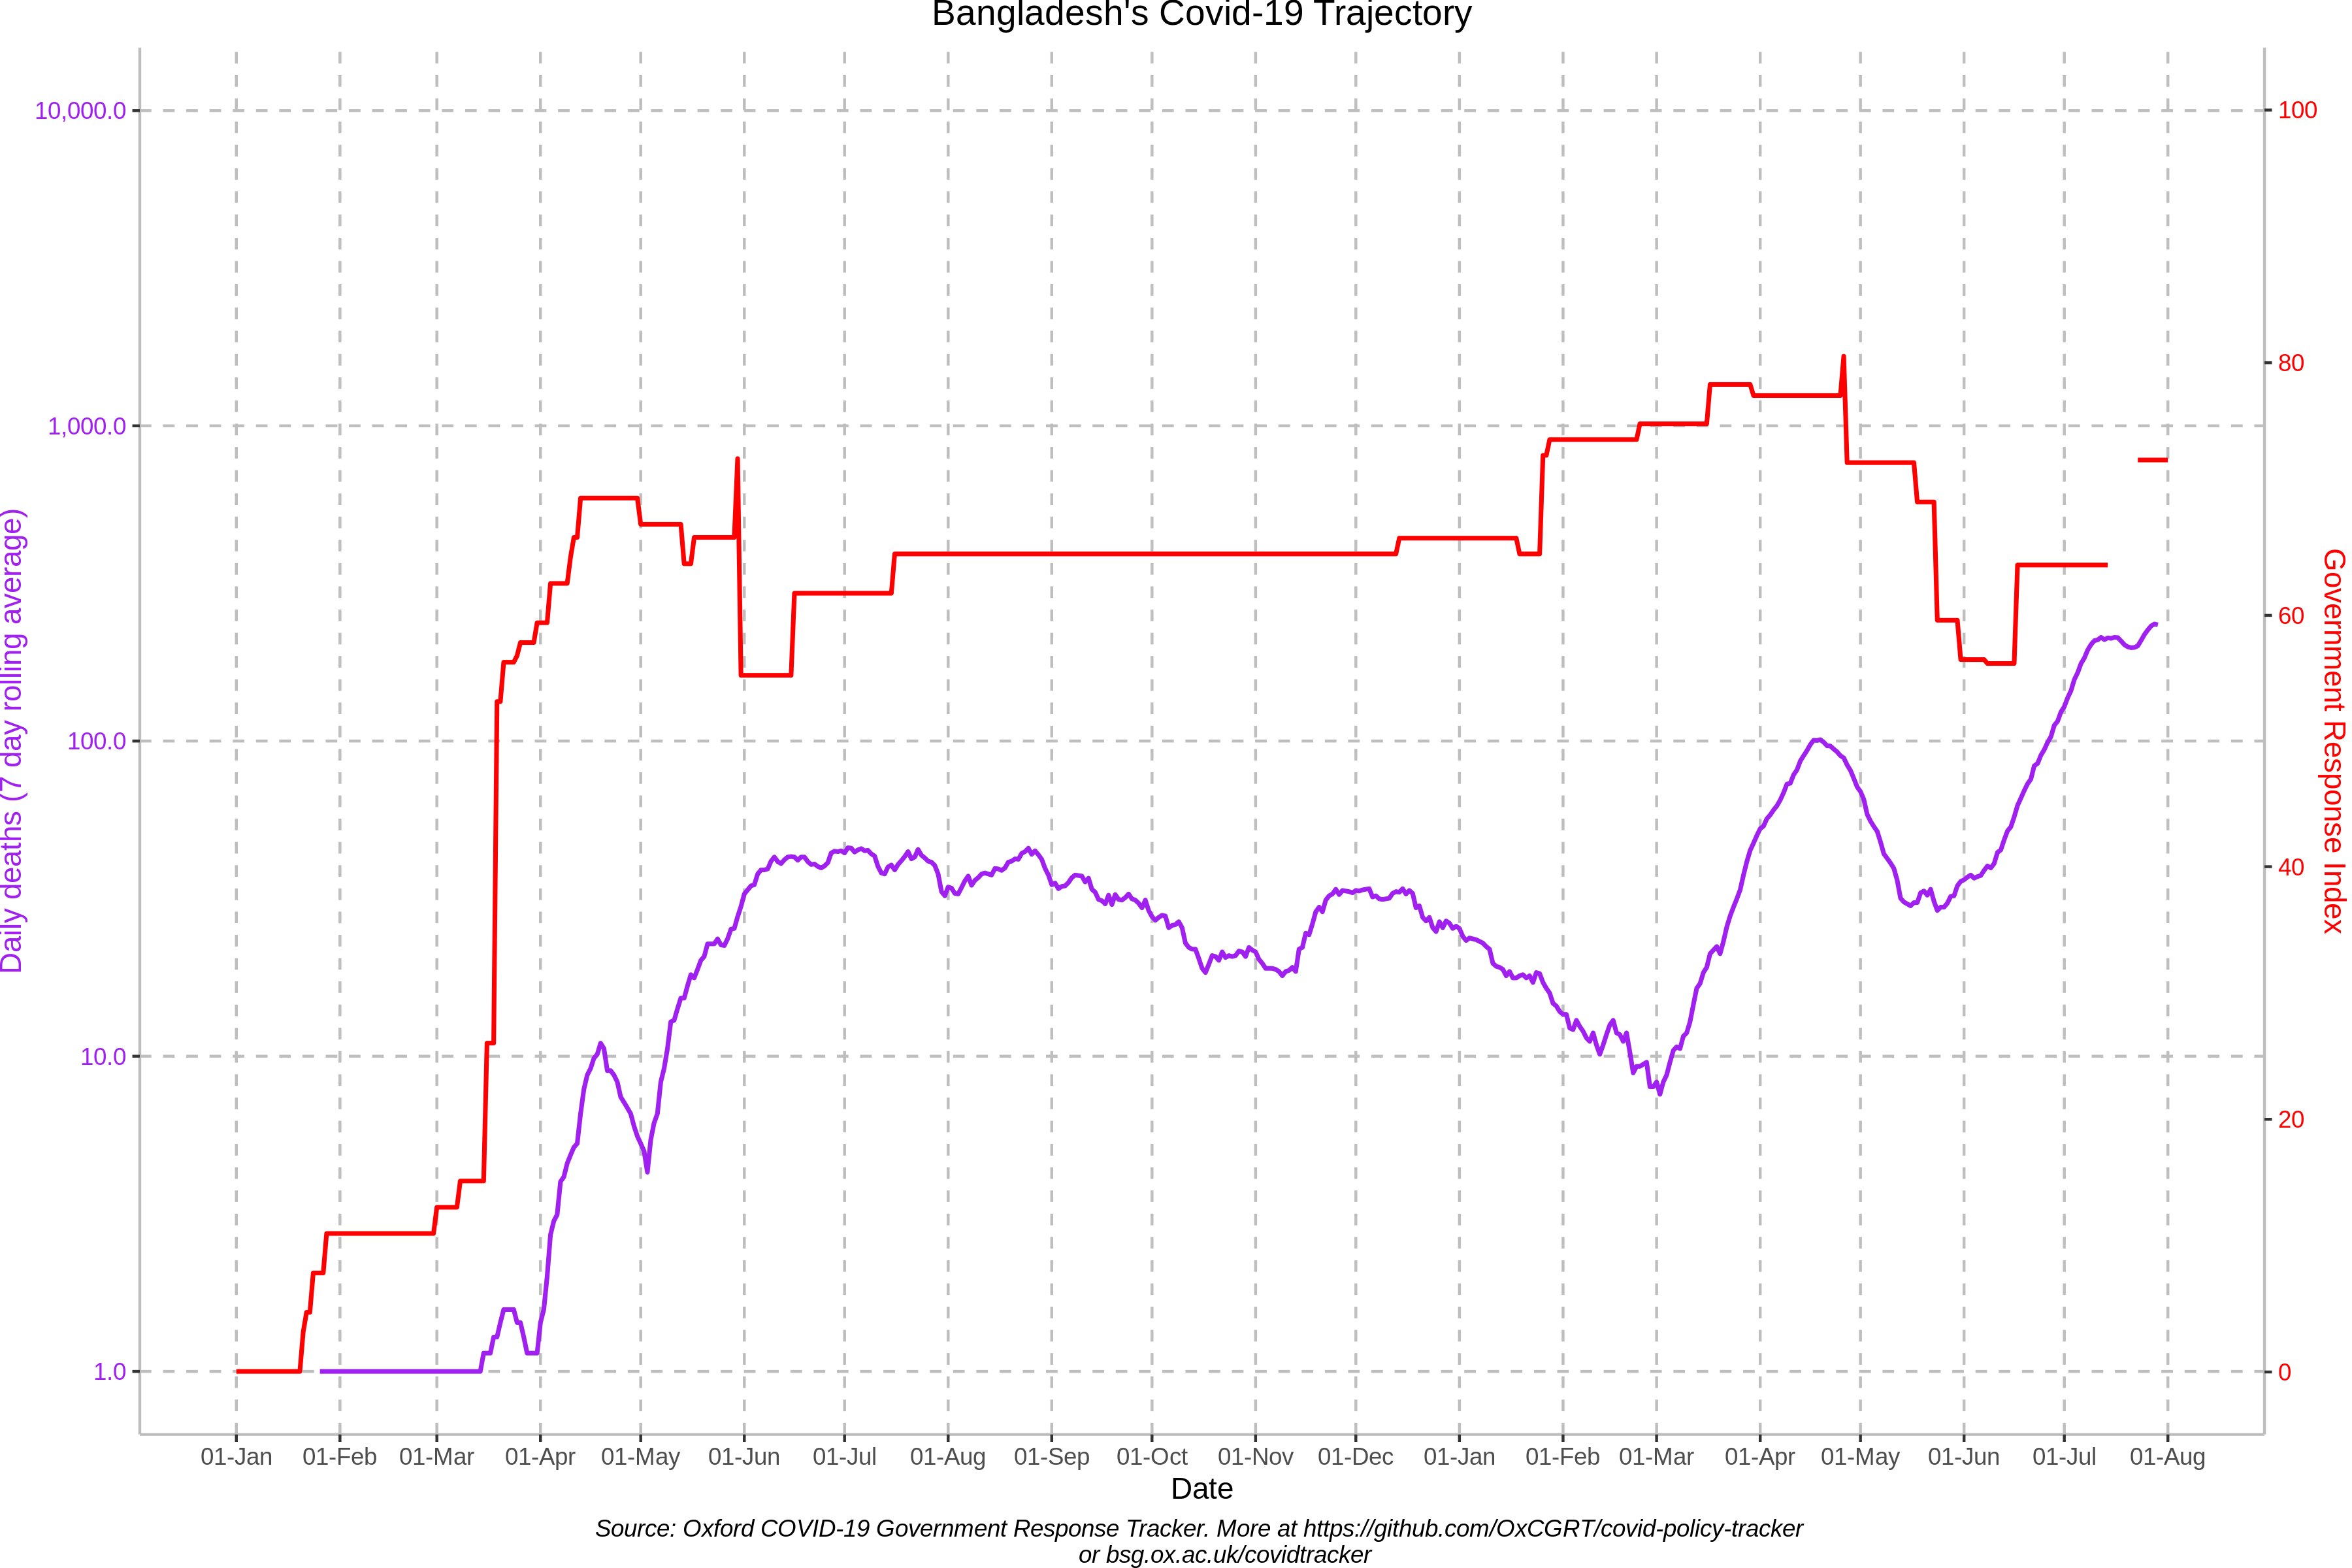 Bangladesh's Covid-19 Trajectory
10,000.0
1,000.0
100.0
10.0
1.0
Daily deaths (7 day rolling average)
100
80
60
40
20
0
Government Response Index
01-Jan 01-Feb 01-Mar 01-Apr 01-May 01-Jun 01-Jul 01-Aug 01-Sep 01-Oct 01-Nov 01-Dec 01-Jan 01-Feb 01-Mar 01-Apr 01-May 01-Jun 01-Jul 01-Aug
Date
Source: Oxford COVID-19 Government Response Tracker. More at https://github.com/OxCGRT/covid-policy-tracker
or bsg.ox.ac.uk/covidtracker